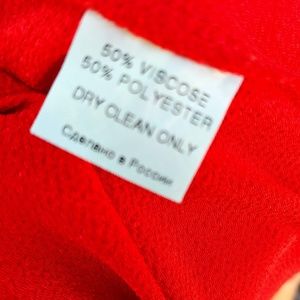 50% VISCOSE
50% POLYESTER
DRY CLEAN ONLY
Сделано в России